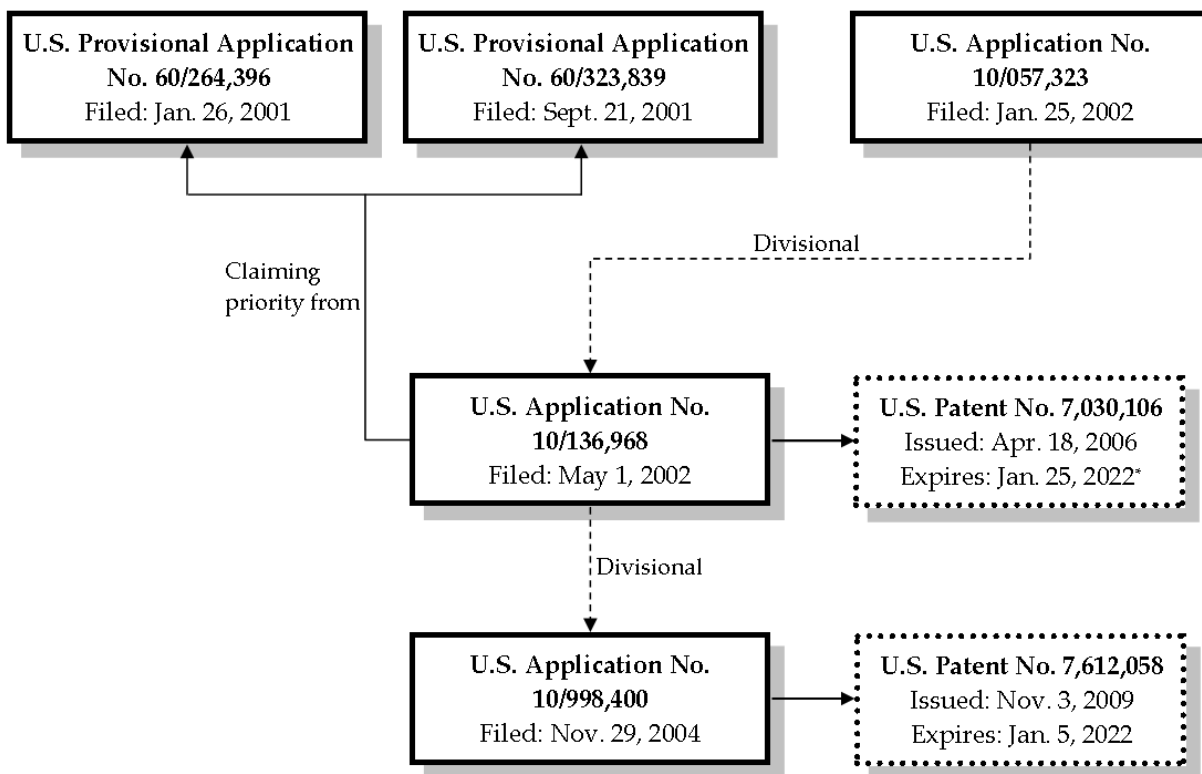 U.S. Provisional Application
No. 60/264,396
Filed: Jan. 26, 2001
U.S. Provisional Application
No. 60/323,839
Filed: Sept. 21, 2001
U.S. Application No.
10/057,323
Filed: Jan. 25, 2002
Divisional
Claiming
priority from
U.S. Application No.
10/136,968
Filed: May 1, 2002
U.S. Patent No. 7,030,106
Issued: Apr. 18, 2006
Expires: Jan. 25, 2022*
Divisional
U.S. Application No.
10/998,400
Filed: Nov. 29, 2004
U.S. Patent No. 7,612,058
Issued: Nov. 3, 2009
Expires: Jan. 5, 2022